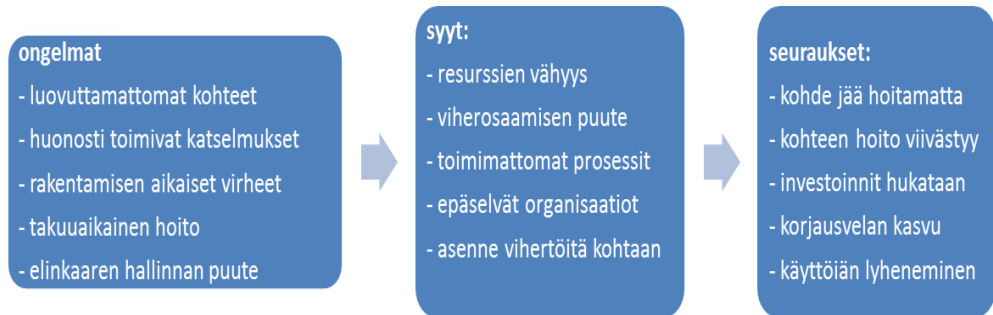 ongelmat
- luovuttamattomat kohteet
- huonosti toimivat katselmukset
- rakentamisen aikaiset virheet
- takuuaikainen hoito
- elinkaaren hallinnan puute
syyt:
- resurssien vähyys
- viherosaamisen puute
- toimimattomat prosessit
- epäselvät organisaatiot
- asenne vihertöitä kohtaan
seuraukset:
- kohde jää hoitamatta
- kohteen hoito viivästyy
- investoinnit hukataan
- korjausvelan kasvu
- käyttöiän lyheneminen